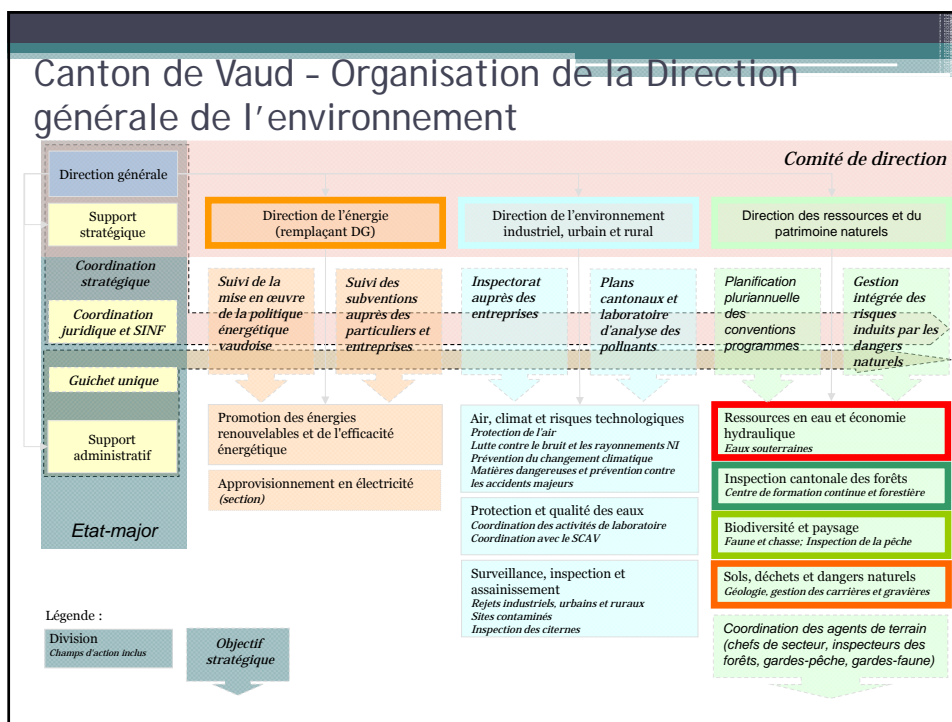 Canton de Vaud – Organisation de la Direction
générale de l'environnement
Comité de direction
Direction générale
Support
stratégique
Coordination
stratégique
Coordination
juridique et SINF
Guichet unique
Support
administratif
Etat-major
Direction de l'énergie
(remplaçant DG)
Suivi de la
mise en œuvre
de la politique
énergétique
vaudoise
Suivi des
subventions
auprès des
particuliers et
entreprises
Promotion des énergies
renouvelables et de l'efficacité
énergétique
Approvisionnement en électricité
(section)
Direction de l'environnement
industriel, urbain et rural
Inspectorat
auprès des
entreprises
Plans
cantonaux et
laboratoire
d'analyse des
polluants
Air, climat et risques technologiques
Protection de l'air
Lutte contre le bruit et les rayonnements NI
Prévention du changement climatique
Matières dangereuses et prévention contre
les accidents majeurs
Protection et qualité des eaux
Coordination des activités de laboratoire
Coordination avec le SCAV
Surveillance, inspection et
assainissement
Rejets industriels, urbains et ruraux
Sites contaminés
Inspection des citernes
Direction des ressources et du
patrimoine naturels
Planification
pluriannuelle
des
conventions
programmes
Gestion
intégrée des
risques
induits par les
dangers
naturels
Ressources en eau et économie
hydraulique
Eaux souterraines
Inspection cantonale des forêts
Centre de formation continue et forestière
Biodiversité et paysage
Faune et chasse; Inspection de la pêche
Sols, déchets et dangers naturels
Géologie, gestion des carrières et gravières
Coordination des agents de terrain
(chefs de secteur, inspecteurs des
forêts, gardes-pêche, gardes-faune)
Légende :
Division
Champs d'action inclus
Objectif
stratégique